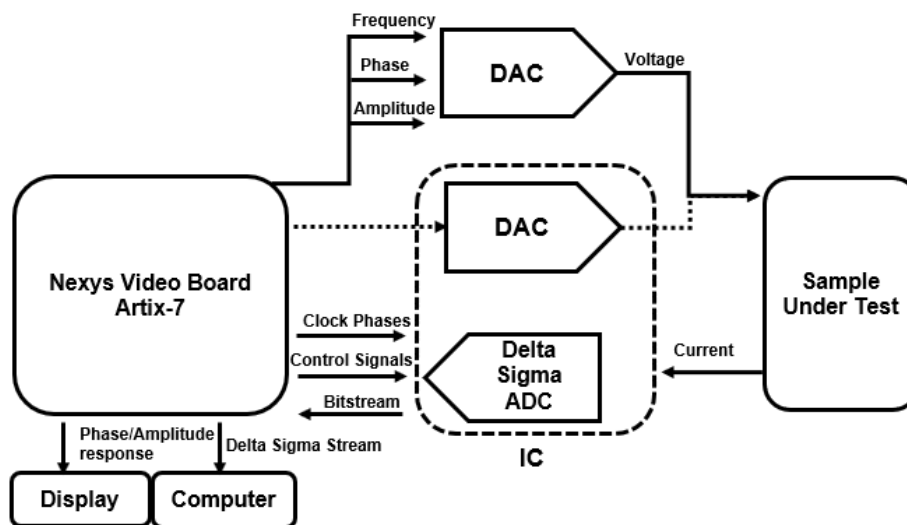 Frequency
Phase
Amplitude
DAC
Voltage
DAC
Nexys Video Board
Artix-7
Sample
Under Test
Clock Phases
Control Signals
Bitstream
Delta
Sigma
ADC
Current
IC
Phase/Amplitude
response
Delta Sigma Stream
Display
Computer